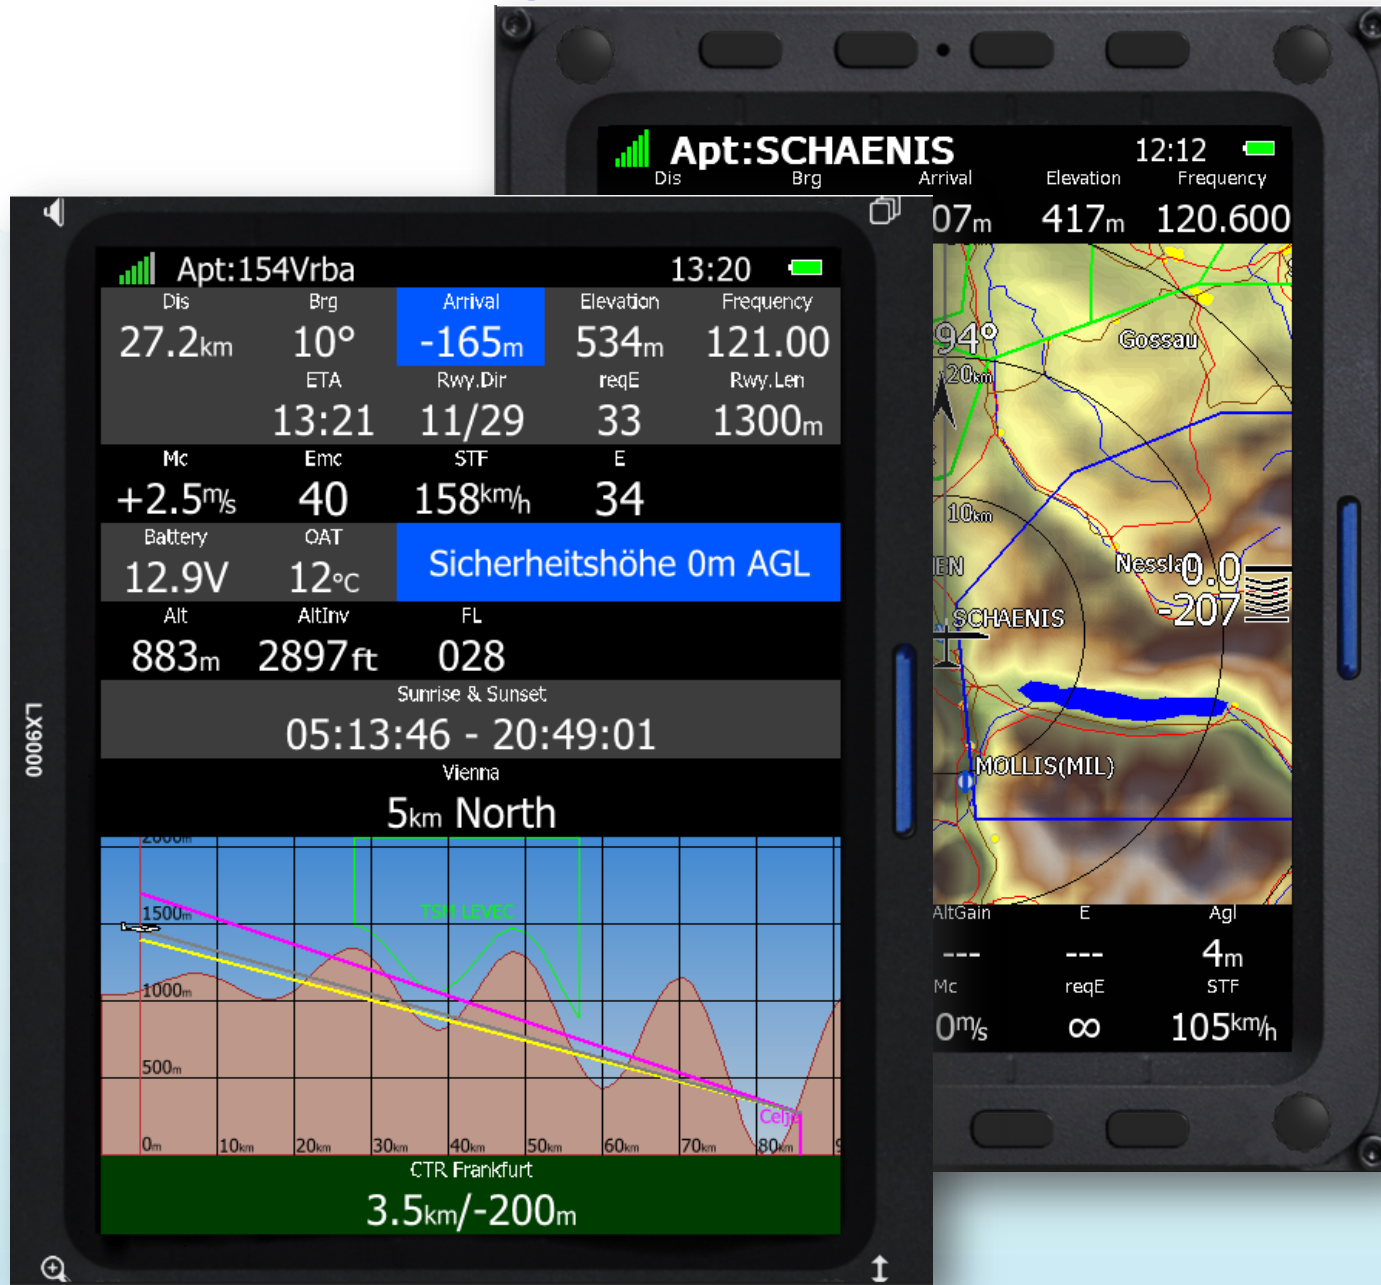 Apt:SCHAENIS 12:12
Dis Brg Arrival Elevation Frequency
07m 417m 120.600
94°
20km
Gossau
10km
EN
Nesslau
0.0
-207
SCHAENIS
MOLLIS(MIL)
AltGain E Agl
--- --- 4m
Mc reqE STF
0m/s ∞ 105km/h
LX9000
Apt:154Vrba 13:20
Dis Brg Arrival Elevation Frequency
27.2km 10° -165m 534m 121.00
ETA Rwy.Dir reqE Rwy.Len
13:21 11/29 33 1300m
Mc Emc STF E
+2.5m/s 40 158km/h 34
Battery OAT
12.9V 12°C
Sicherheitshöhe 0m AGL
Alt AltInv FL
883m 2897ft 028
Sunrise & Sunset
05:13:46 - 20:49:01
Vienna
5km North
2000m
1500m
TSM LEVEC
1000m
500m
Celje
0m 10km 20km 30km 40km 50km 60km 70km 80km 9
CTR Frankfurt
3.5km/-200m